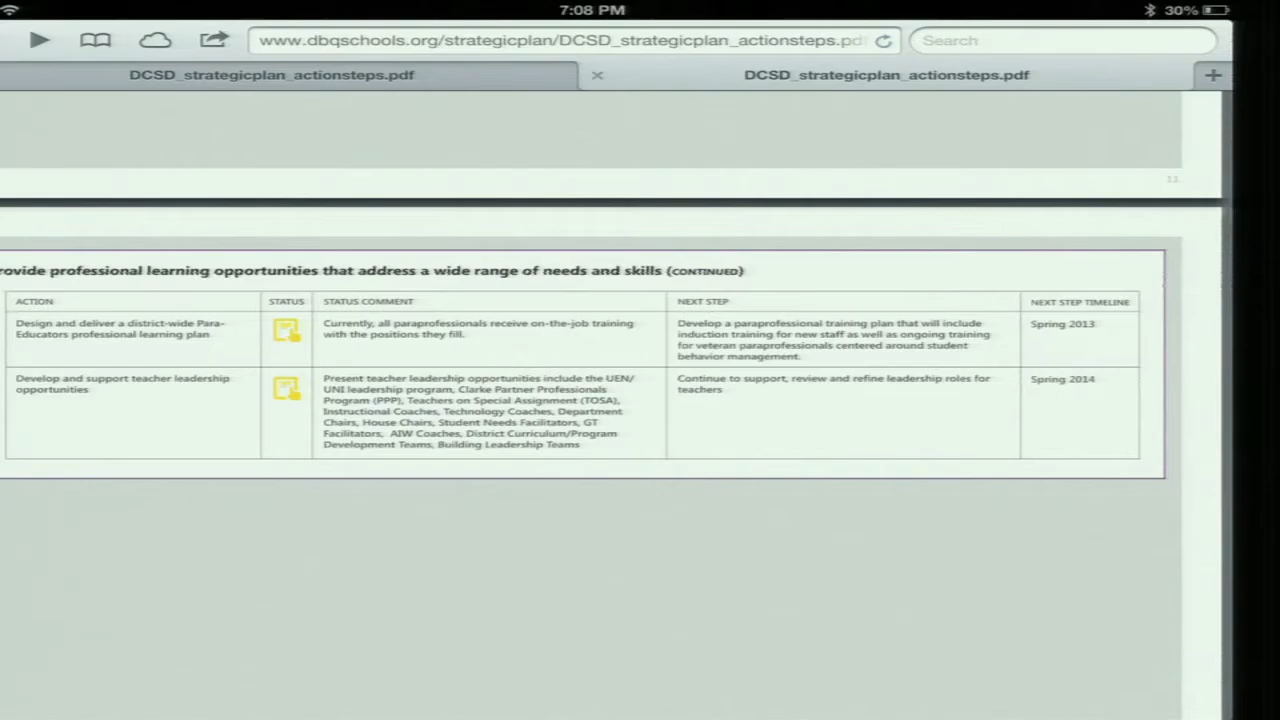 7:08 PM
30%
www.dbqschools.org/strategicplan/DCSD_strategicplan_actionsteps.pd
Search
DCSD_strategicplan_actionsteps.pdf
DCSD_strategicplan_actionsteps.pdf
11
rovide professional learning opportunities that address a wide range of needs and skills (CONTINUED)
ACTION
STATUS
STATUS COMMENT
NEXT STEP
NEXT STEP TIMELINE
Design and deliver a district-wide Para-
Educators professional learning plan
Currently, all paraprofessionals receive on-the-job training
with the positions they fill.
Develop a paraprofessional training plan that will include
induction training for new staff as well as ongoing training
for veteran paraprofessionals centered around student
behavior management.
Spring 2013
Develop and support teacher leadership
opportunities
Present teacher leadership opportunities include the UEN/
UNI leadership program, Clarke Partner Professionals
Program (PPP), Teachers on Special Assignment (TOSA),
Instructional Coaches, Technology Coaches, Department
Chairs, House Chairs, Student Needs Facilitators, GT
Facilitators, AIW Coaches, District Curriculum/Program
Development Teams, Building Leadership Teams
Continue to support, review and refine leadership roles for
teachers
Spring 2014